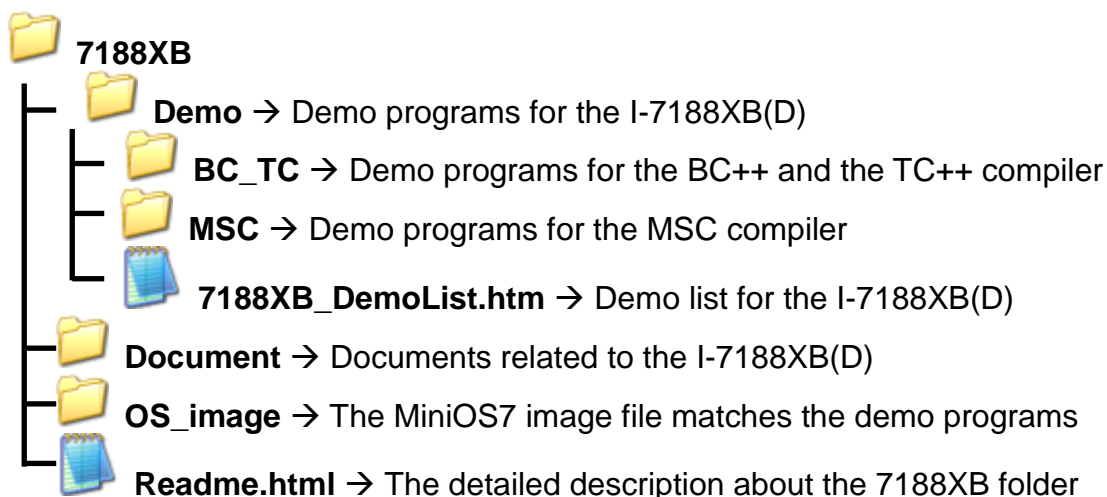 7188XB
Demo → Demo programs for the I-7188XB(D)
BC_TC → Demo programs for the BC++ and the TC++ compiler
MSC → Demo programs for the MSC compiler
7188XB_DemoList.htm → Demo list for the I-7188XB(D)
Document → Documents related to the I-7188XB(D)
OS_image → The MiniOS7 image file matches the demo programs
Readme.html → The detailed description about the 7188XB folder